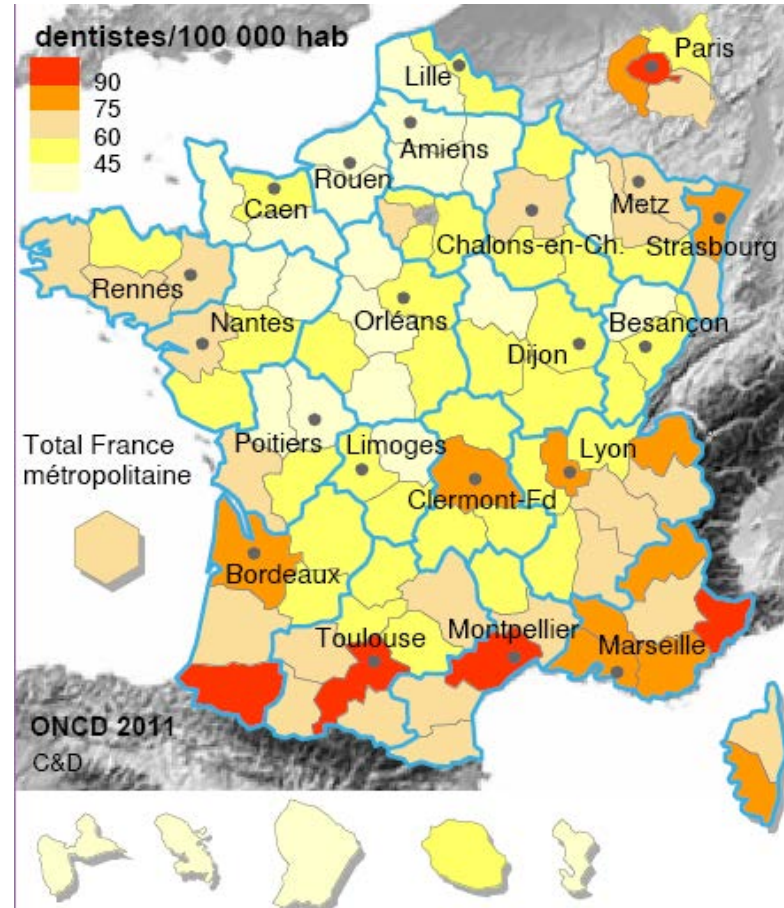 dentistes/100 000 hab
90
75
60
45
Paris
Lille
Amiens
Rouen
Caen
Metz
Chalons-en-Ch.
Strasbourg
Rennes
Nantes
Orléans
Dijon
Besançon
Total France
métropolitaine
Poitiers
Limoges
Lyon
Clermont-Fd
Bordeaux
Toulouse
Montpellier
Marseille
ONCD 2011
C&D